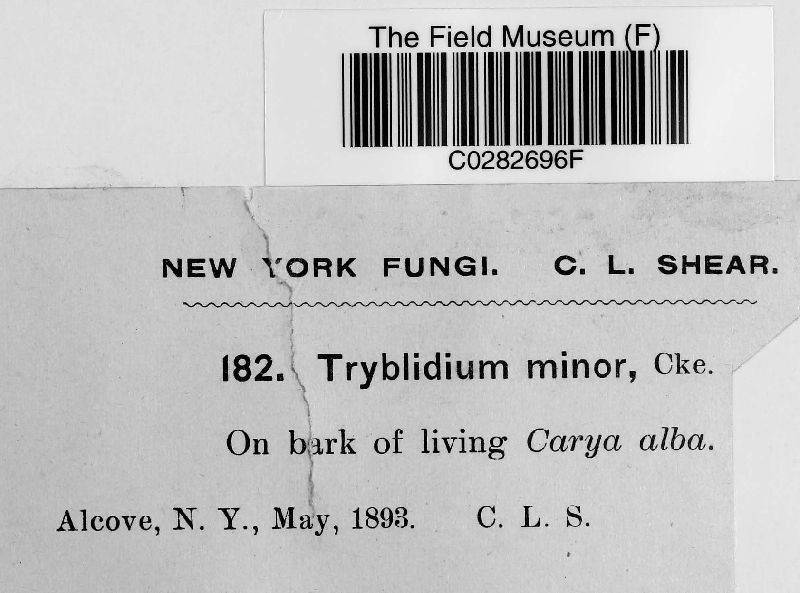 The Field Museum (F)
C0282696F
NEW YORK FUNGI. C. L. SHEAR.
182. Tryblidium minor, Cke.
On bark of living Carya alba.
Alcove, N. Y., May, 1893. C. L. S.